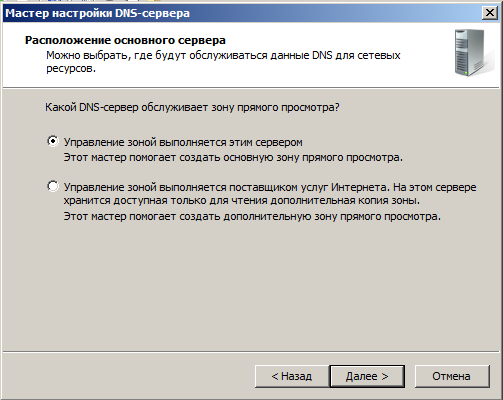 Мастер настройки DNS-сервера
Расположение основного сервера
Можно выбрать, где будут обслуживаться данные DNS для сетевых
ресурсов.
Какой DNS-сервер обслуживает зону прямого просмотра?
Управление зоной выполняется этим сервером
Этот мастер помогает создать основную зону прямого просмотра.
Управление зоной выполняется поставщиком услуг Интернета. На этом сервере
хранится доступная только для чтения дополнительная копия зоны.
Этот мастер помогает создать дополнительную зону прямого просмотра.
< Назад
Далее >
Отмена